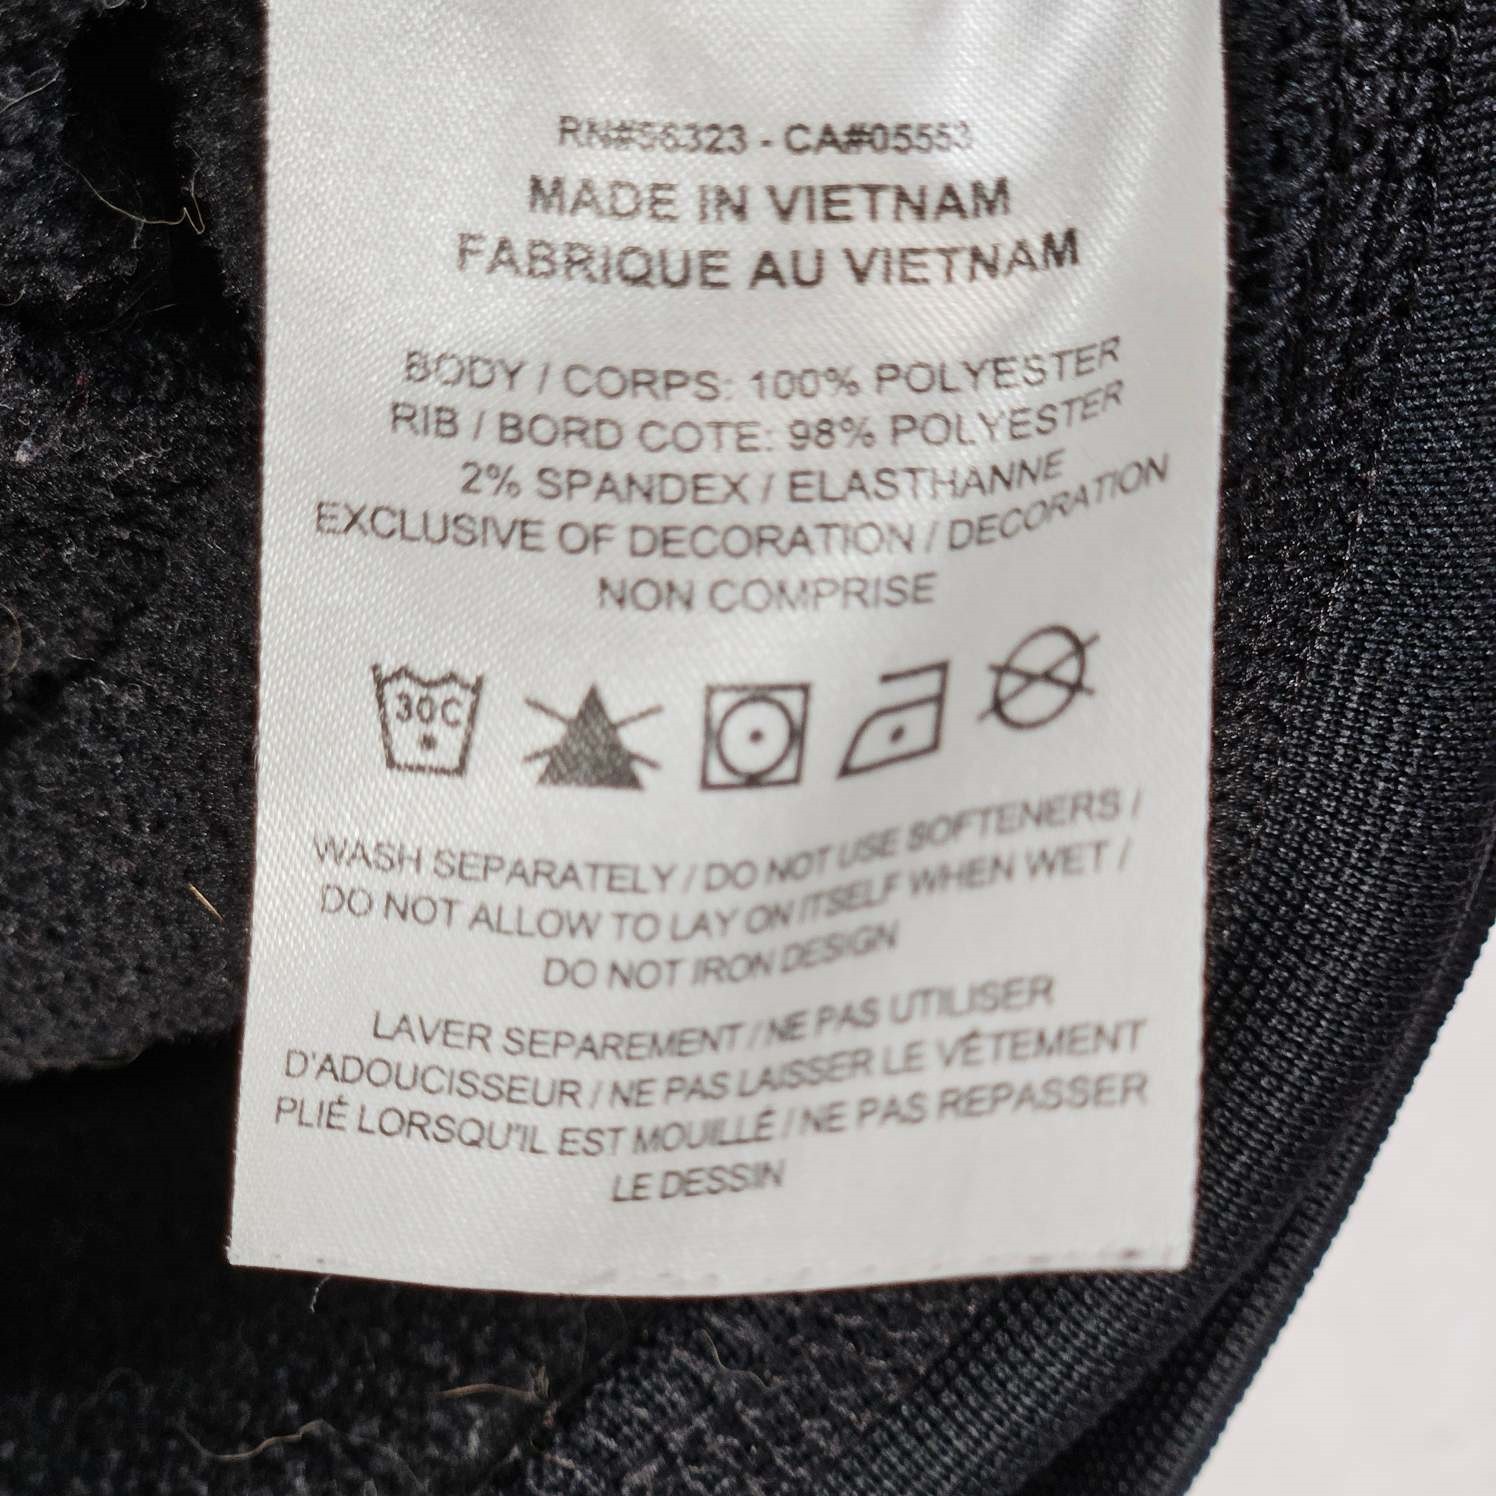 RN#56323 - CA#05553
MADE IN VIETNAM
FABRIQUE AU VIETNAM
BODY / CORPS: 100% POLYESTER
RIB / BORD COTE: 98% POLYESTER
2% SPANDEX / ELASTHANNE
EXCLUSIVE OF DECORATION / DECORATION
NON COMPRISE
30C
WASH SEPARATELY / DO NOT USE SOFTENERS /
DO NOT ALLOW TO LAY ON ITSELF WHEN WET /
DO NOT IRON DESIGN
LAVER SEPAREMENT / NE PAS UTILISER
D'ADOUCISSEUR / NE PAS LAISSER LE VÊTEMENT
PLIÉ LORSQU'IL EST MOUILLÉ / NE PAS REPASSER
LE DESSIN